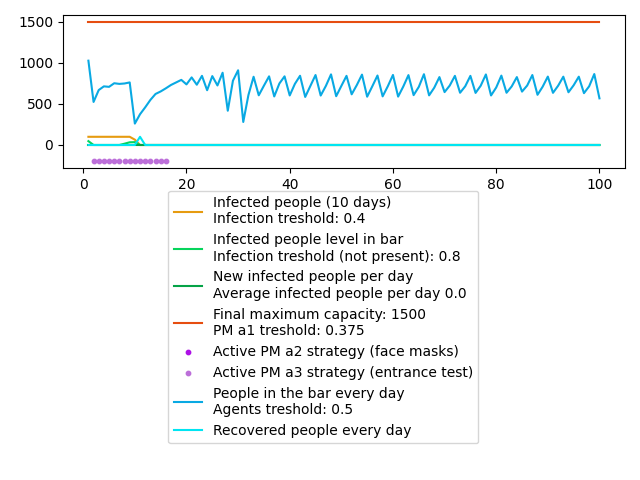 1500
1000
500
0
0
20
40
60
80
100
Infected people (10 days)
Infection treshold: 0.4
Infected people level in bar
Infection treshold (not present): 0.8
New infected people per day
Average infected people per day 0.0
Final maximum capacity: 1500
PM a1 treshold: 0.375
Active PM a2 strategy (face masks)
Active PM a3 strategy (entrance test)
People in the bar every day
Agents treshold: 0.5
Recovered people every day